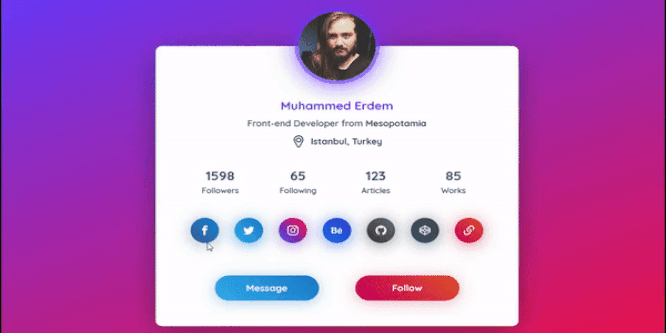 Muhammed Erdem
Front-end Developer from Mesopotamia
Istanbul, Turkey
1598 65 123 85
Followers Following Articles Works
f Bē
Message Follow